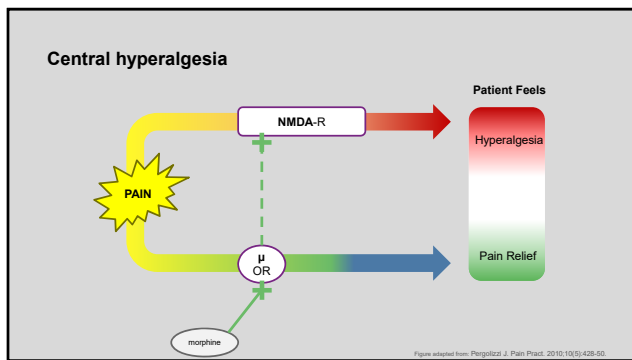 Central hyperalgesia
Patient Feels
NMDA-R
Hyperalgesia
PAIN
μ
OR
Pain Relief
morphine
Figure adapted from: Pergolizzi J. Pain Pract. 2010;10(5):428-50.